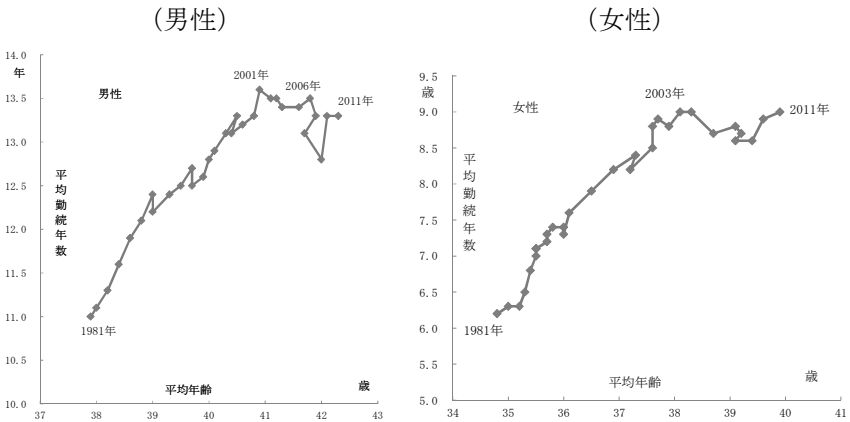 （男性）
14.0
年
13.5
13.0
12.5
12.0
11.5
11.0
10.5
10.0
男性
平均勤続年数
2001年
2006年
2011年
1981年
平均年齢
歳
37
38
39
40
41
42
43
（女性）
9.5
歳
9.0
8.5
8.0
7.5
7.0
6.5
6.0
5.5
5.0
女性
平均勤続年数
2003年
2011年
1981年
平均年齢
歳
34
35
36
37
38
39
40
41